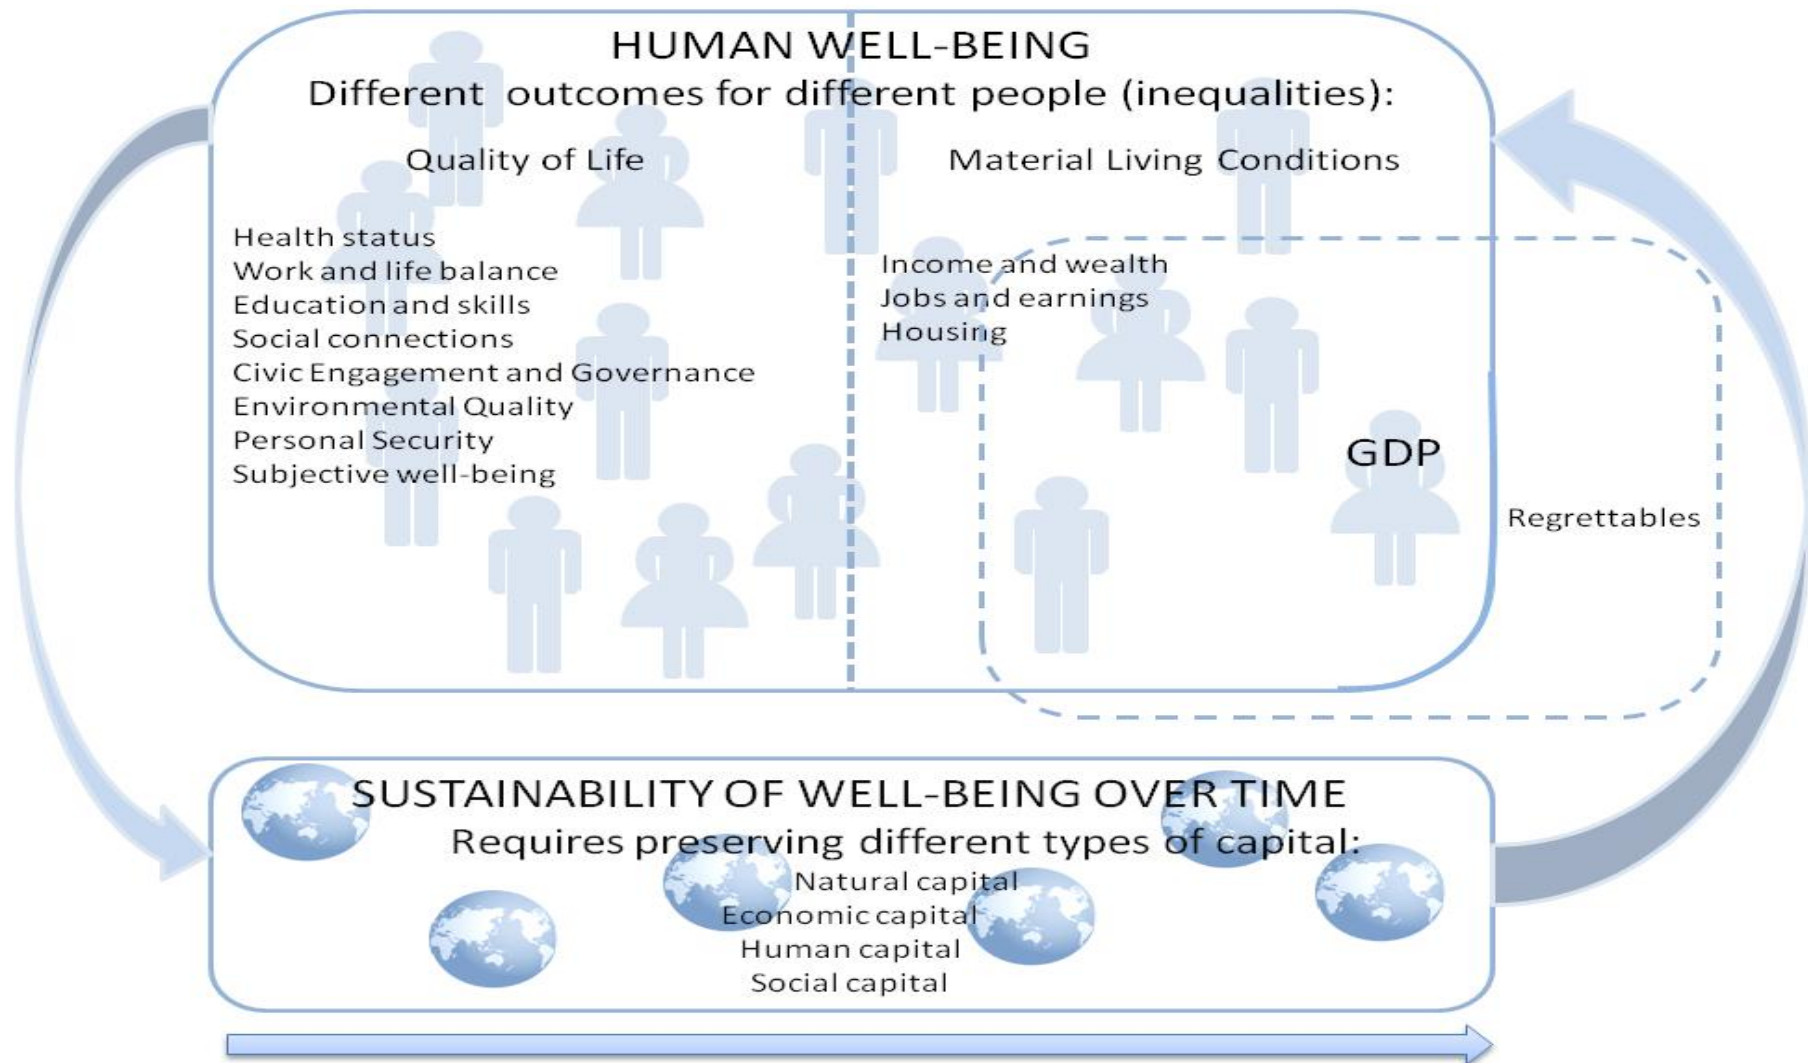 HUMAN WELL-BEING
Different outcomes for different people (inequalities):
Quality of Life
Health status
Work and life balance
Education and skills
Social connections
Civic Engagement and Governance
Environmental Quality
Personal Security
Subjective well-being
Material Living Conditions
Income and wealth
Jobs and earnings
Housing
GDP
Regrettables
SUSTAINABILITY OF WELL-BEING OVER TIME
Requires preserving different types of capital:
Natural capital
Economic capital
Human capital
Social capital